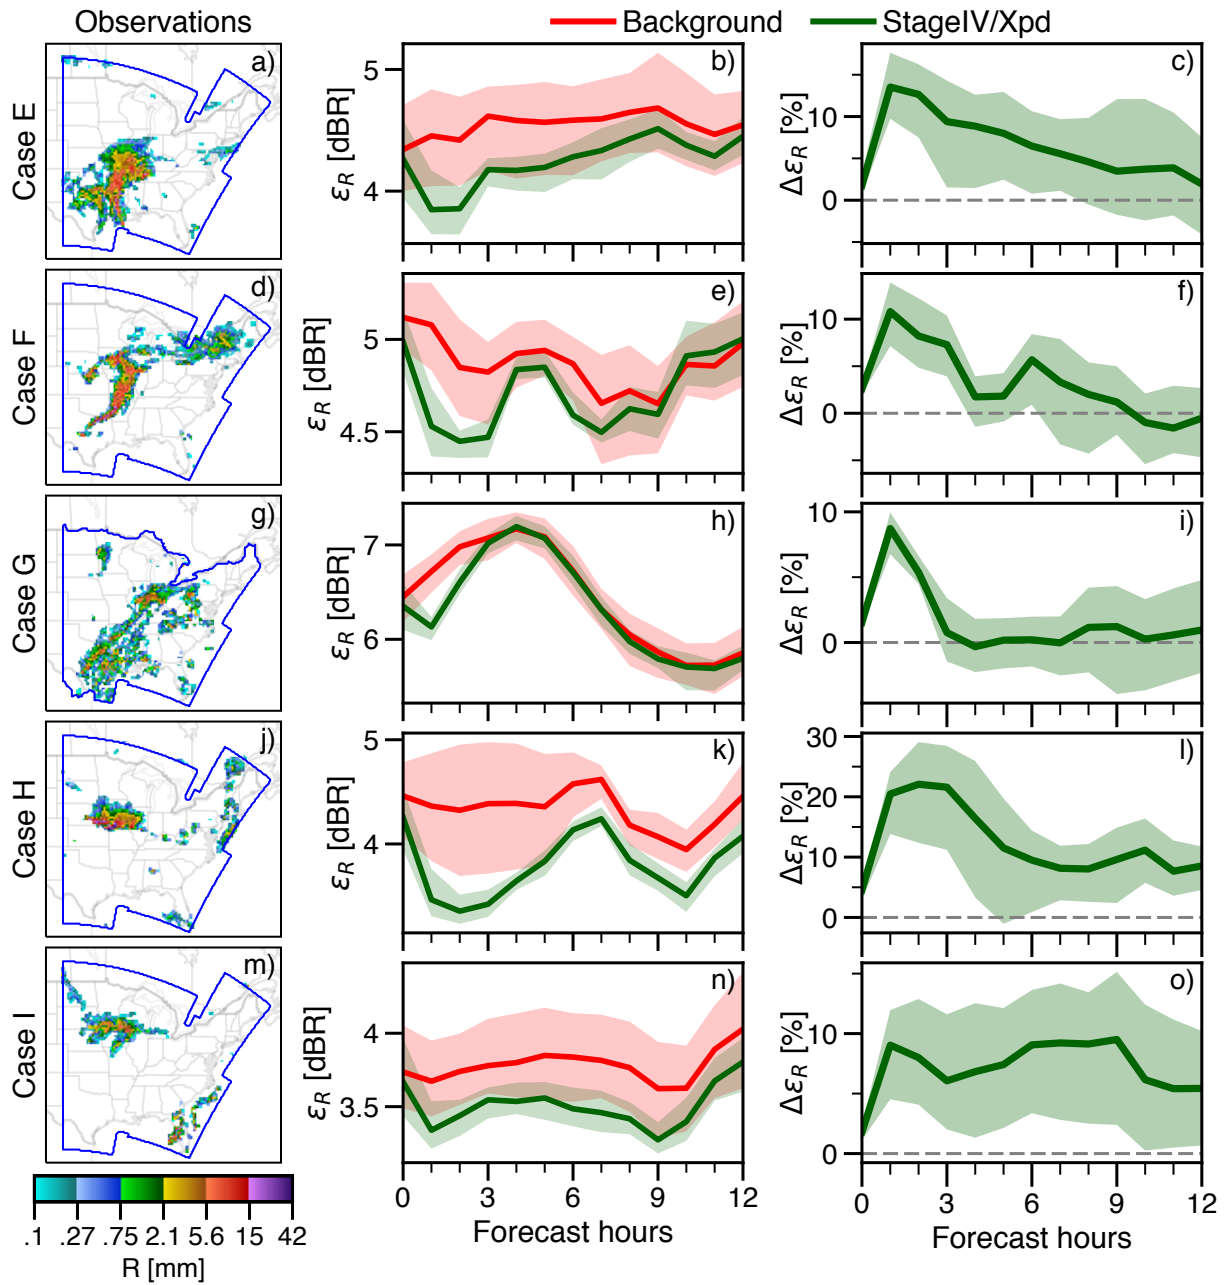 Observations
Background StageIV/Xpd
Case E
a)
b)
c)
5
4
εR [dBR]
10
0
ΔεR [%]
Case F
d)
e)
f)
5
4.5
εR [dBR]
10
0
ΔεR [%]
Case G
g)
h)
i)
7
6
εR [dBR]
10
0
ΔεR [%]
Case H
j)
k)
l)
5
4
εR [dBR]
30
20
10
0
ΔεR [%]
Case I
m)
n)
o)
4
3.5
εR [dBR]
10
0
ΔεR [%]
0 3 6 9 12
Forecast hours
0 3 6 9 12
Forecast hours
.1 .27 .75 2.1 5.6 15 42
R [mm]